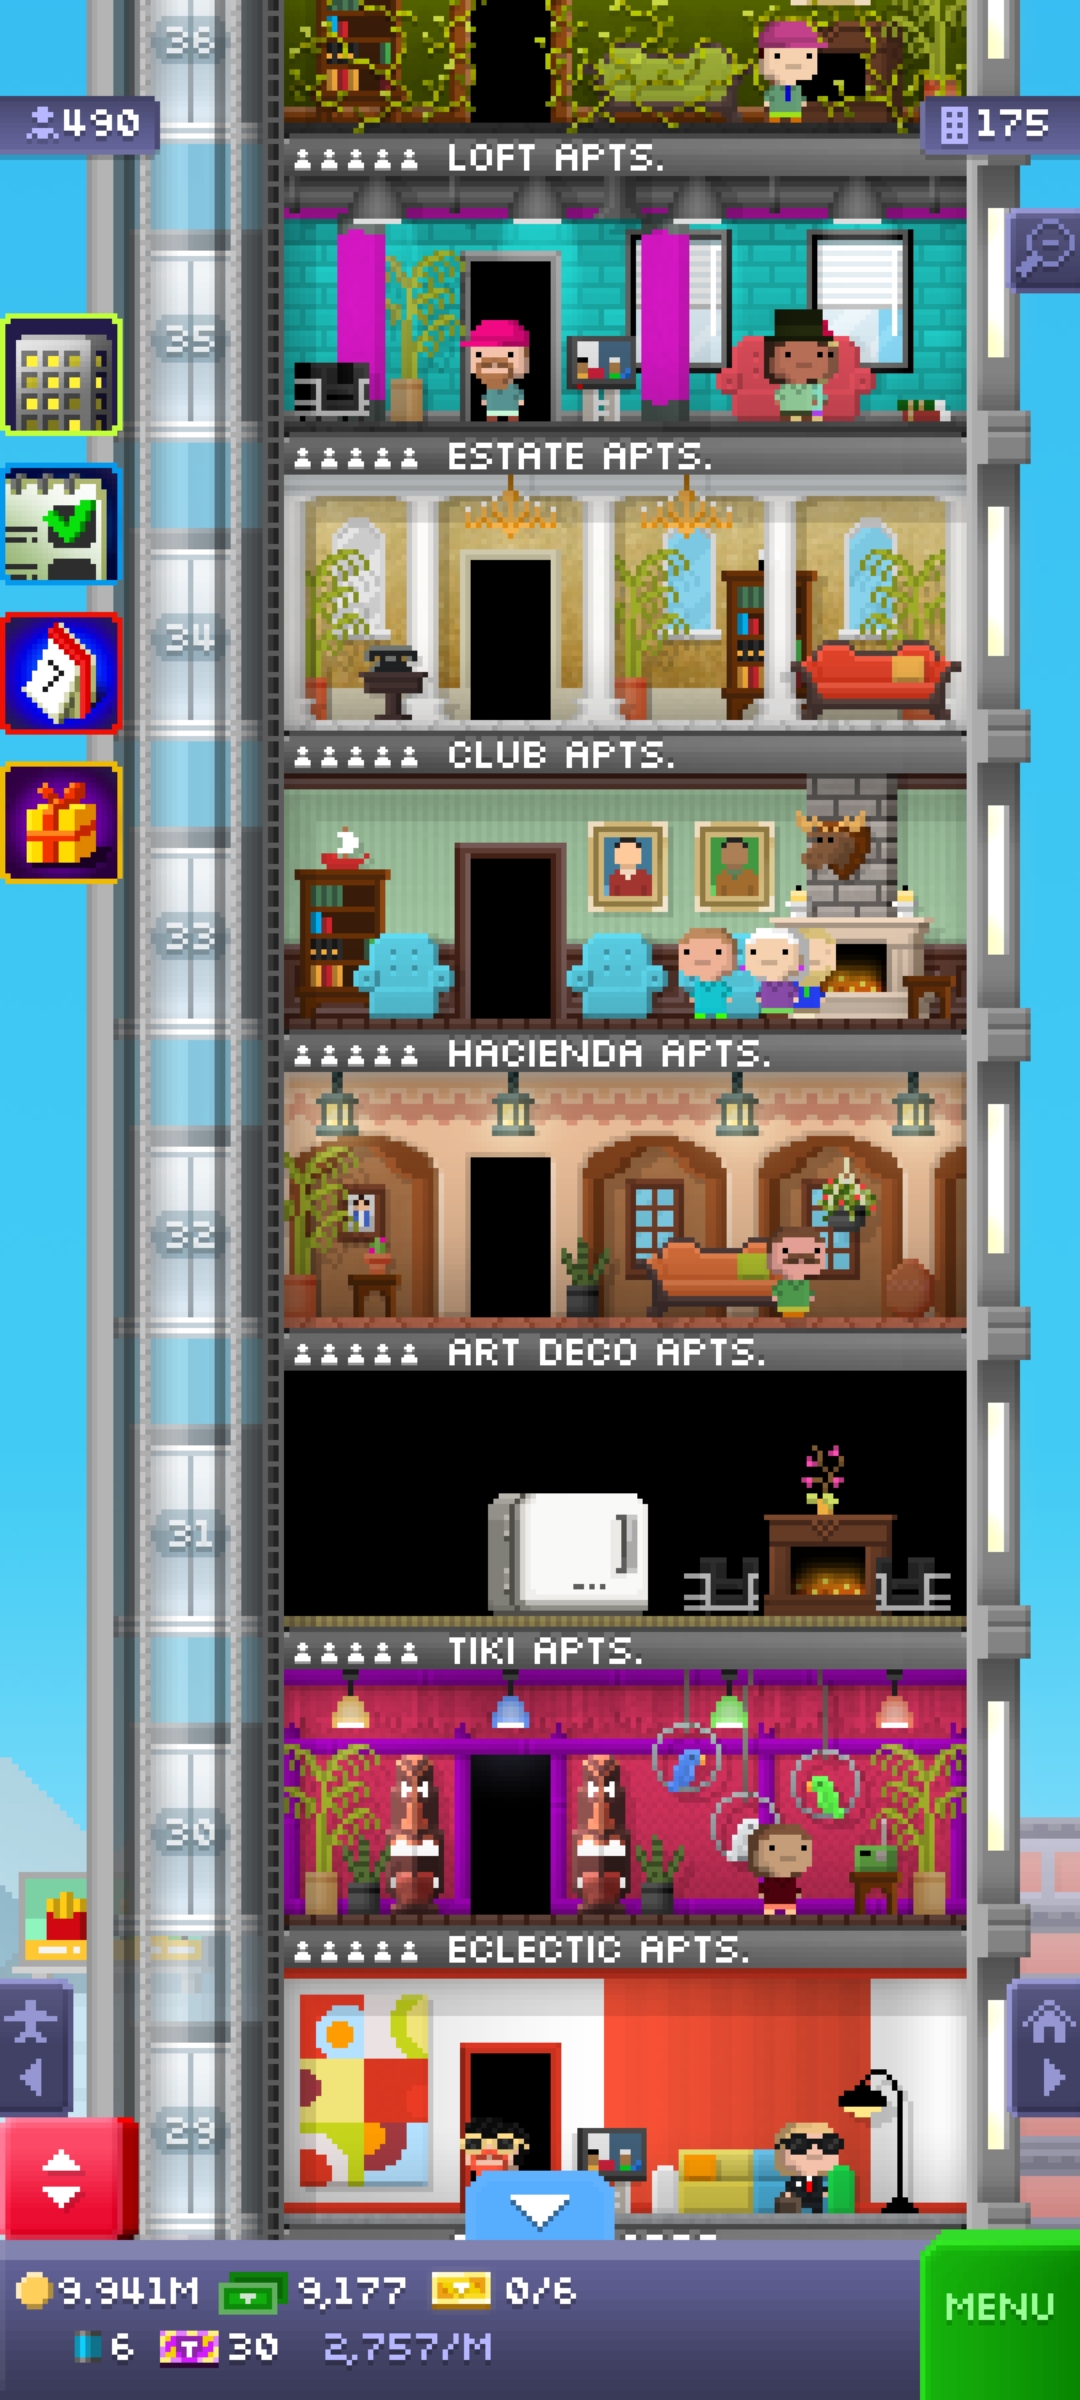 36
490
175
LOFT APTS.
35
ESTATE APTS.
34
CLUB APTS.
7
33
HACIENDA APTS.
32
ART DECO APTS.
31
TIKI APTS.
30
ECLECTIC APTS.
29
9.941M 9,177 0/6
6 T 30 2,757/M
MENU